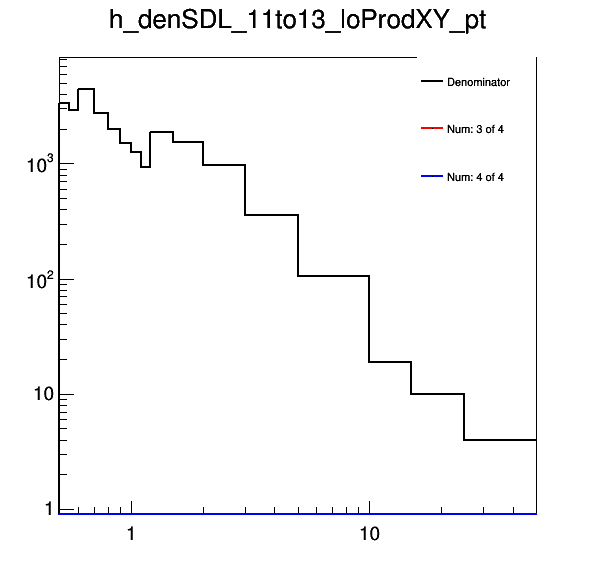 h_denSDL_11to13_loProdXY_pt
Denominator
Num: 3 of 4
Num: 4 of 4
10³
10²
10
1
1
10